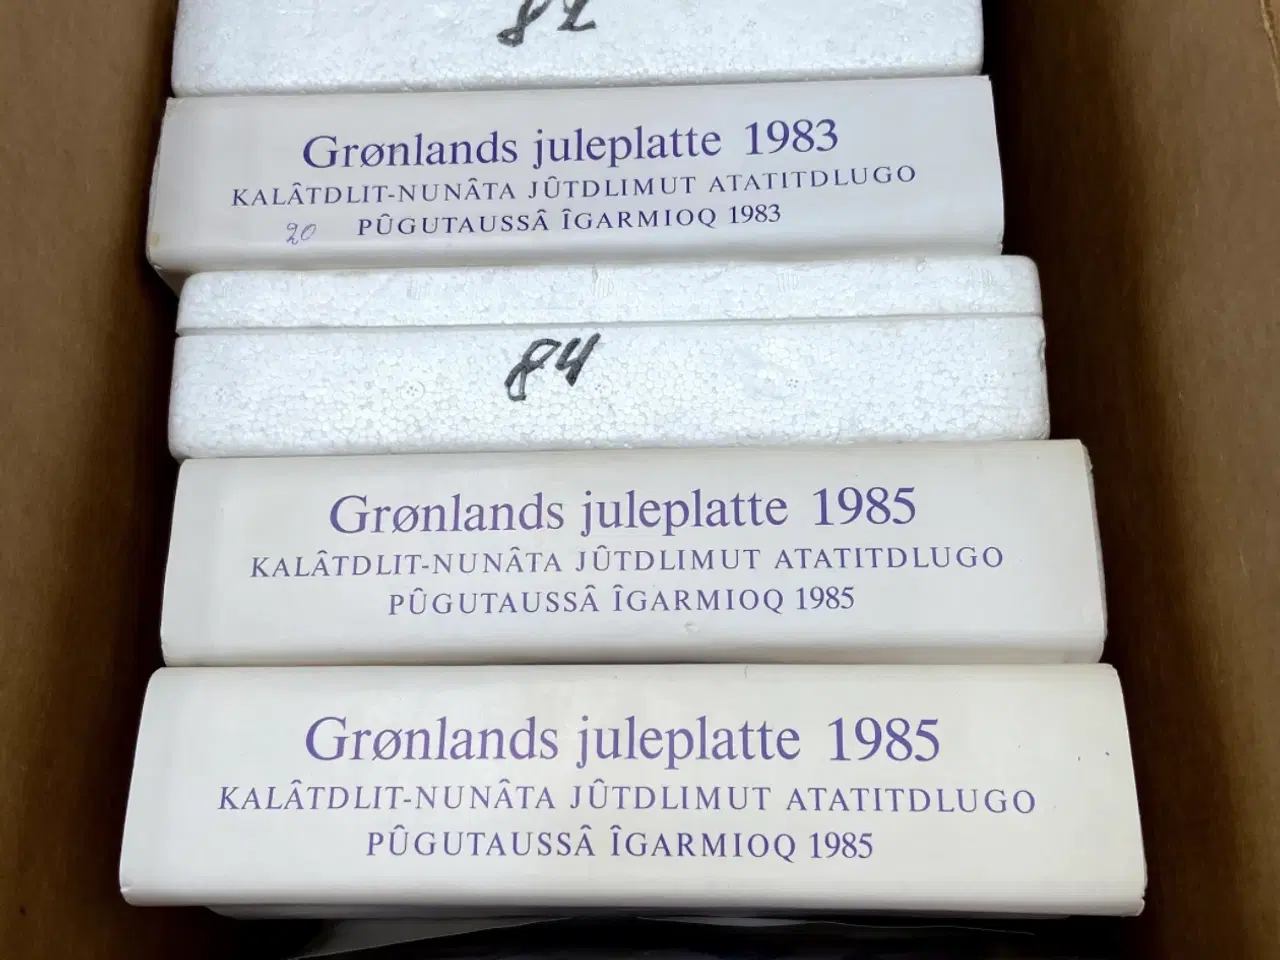 82
Grønlands juleplatte 1983
KALÂTDLIT-NUNÂTA JÛTDLIMUT ATATITDLUGO
20 PÛGUTAUSSÂ ÎGARMIOQ 1983
84
Grønlands juleplatte 1985
KALÂTDLIT-NUNÂTA JÛTDLIMUT ATATITDLUGO
PÛGUTAUSSÂ ÎGARMIOQ 1985
Grønlands juleplatte 1985
KALÂTDLIT-NUNÂTA JÛTDLIMUT ATATITDLUGO
PÛGUTAUSSÂ ÎGARMIOQ 1985